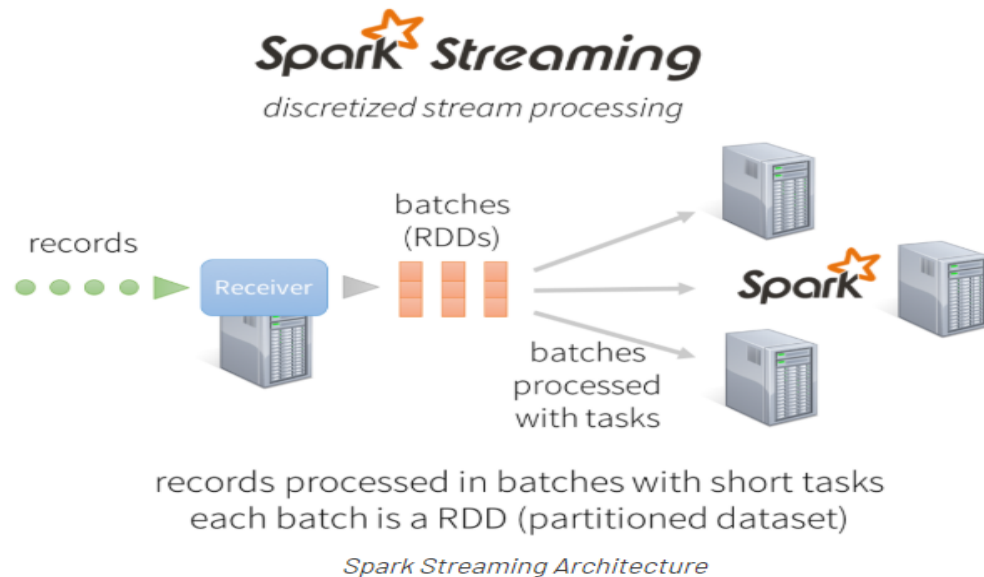 Spark Streaming
discretized stream processing
records
Receiver
batches
(RDDs)
Spark
batches
processed
with tasks
records processed in batches with short tasks
each batch is a RDD (partitioned dataset)
Spark Streaming Architecture